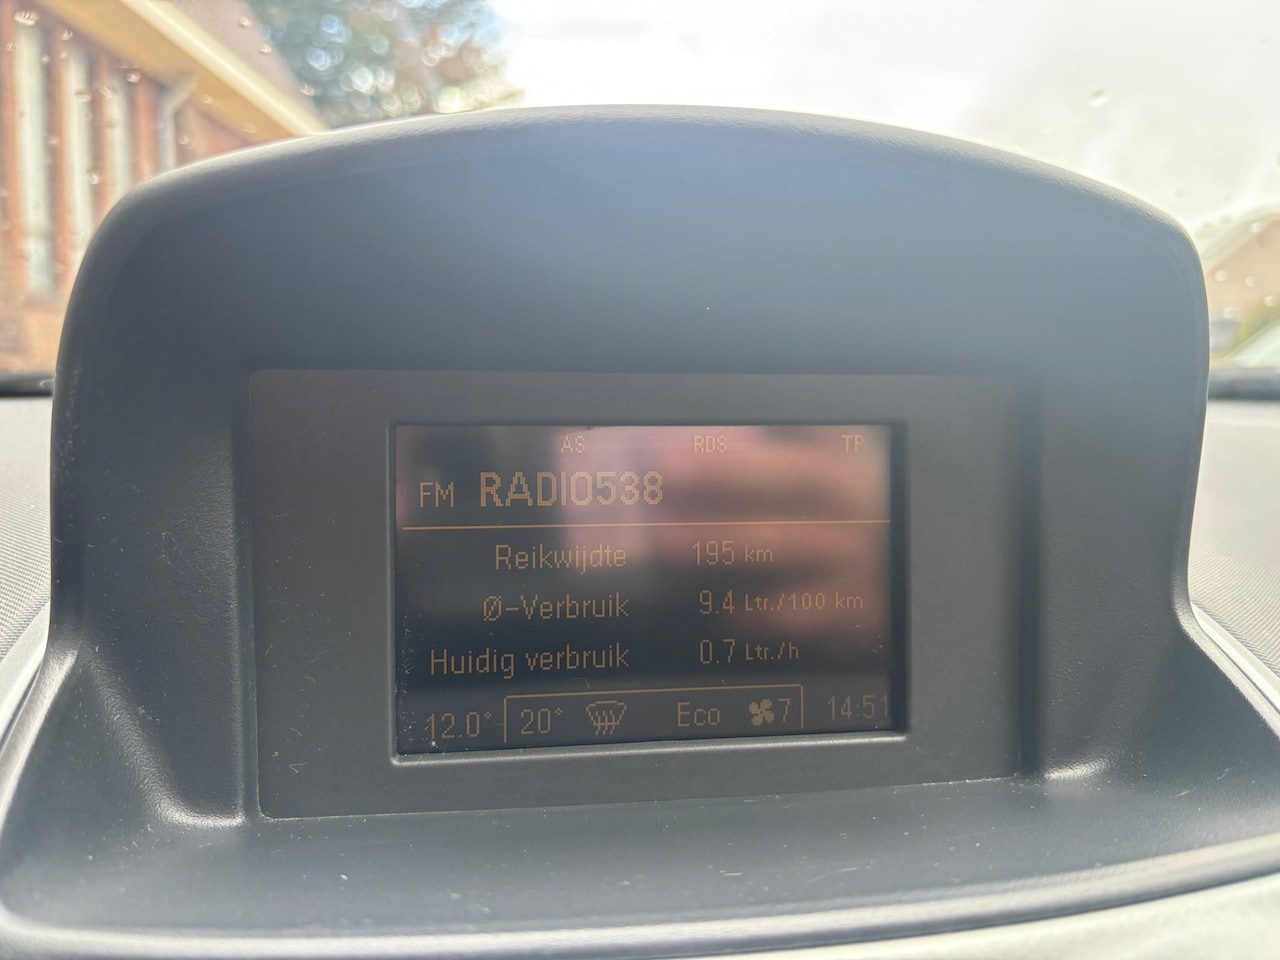 AS RDS TP
FM RADIO538
Reikwijdte 195 km
Ø-Verbruik 9.4 Ltr./100 km
Huidig verbruik 0.7 Ltr./h
12.0° 20° Eco 7 14:51